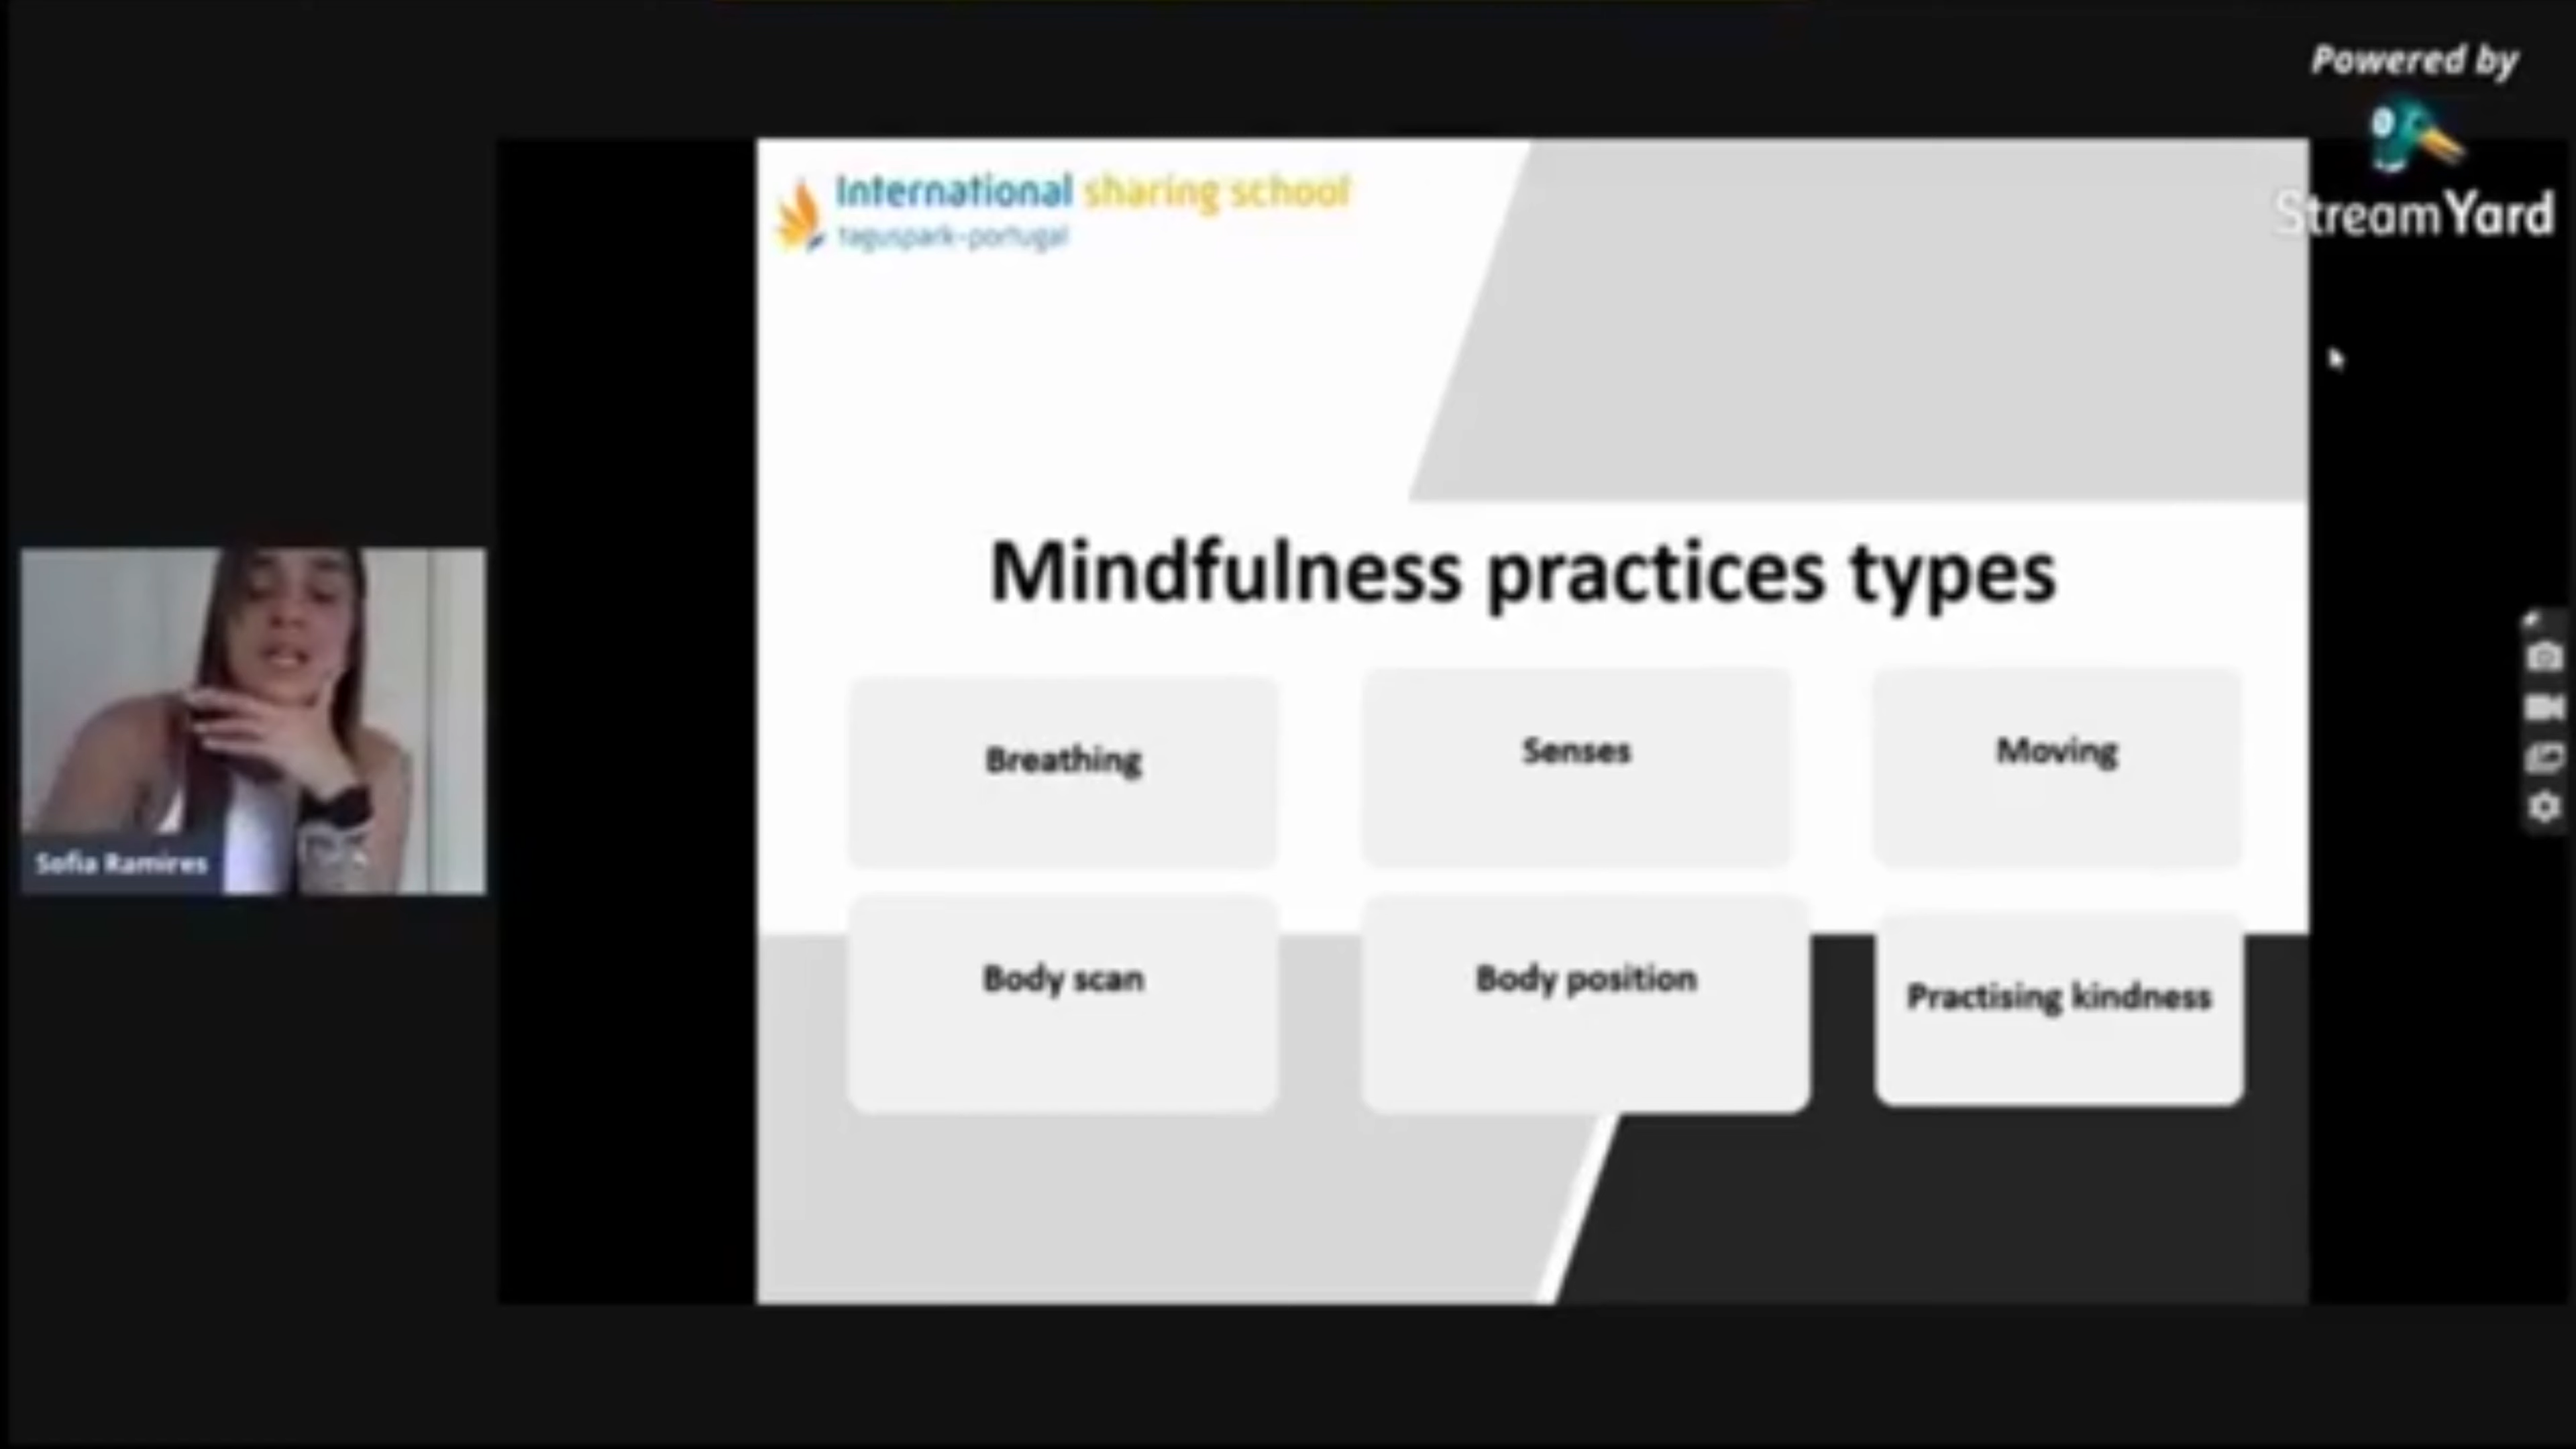 Powered by
StreamYard
International sharing school
taguspark-portugal
Mindfulness practices types
Breathing
Senses
Moving
Body scan
Body position
Practising kindness
Sofia Ramires